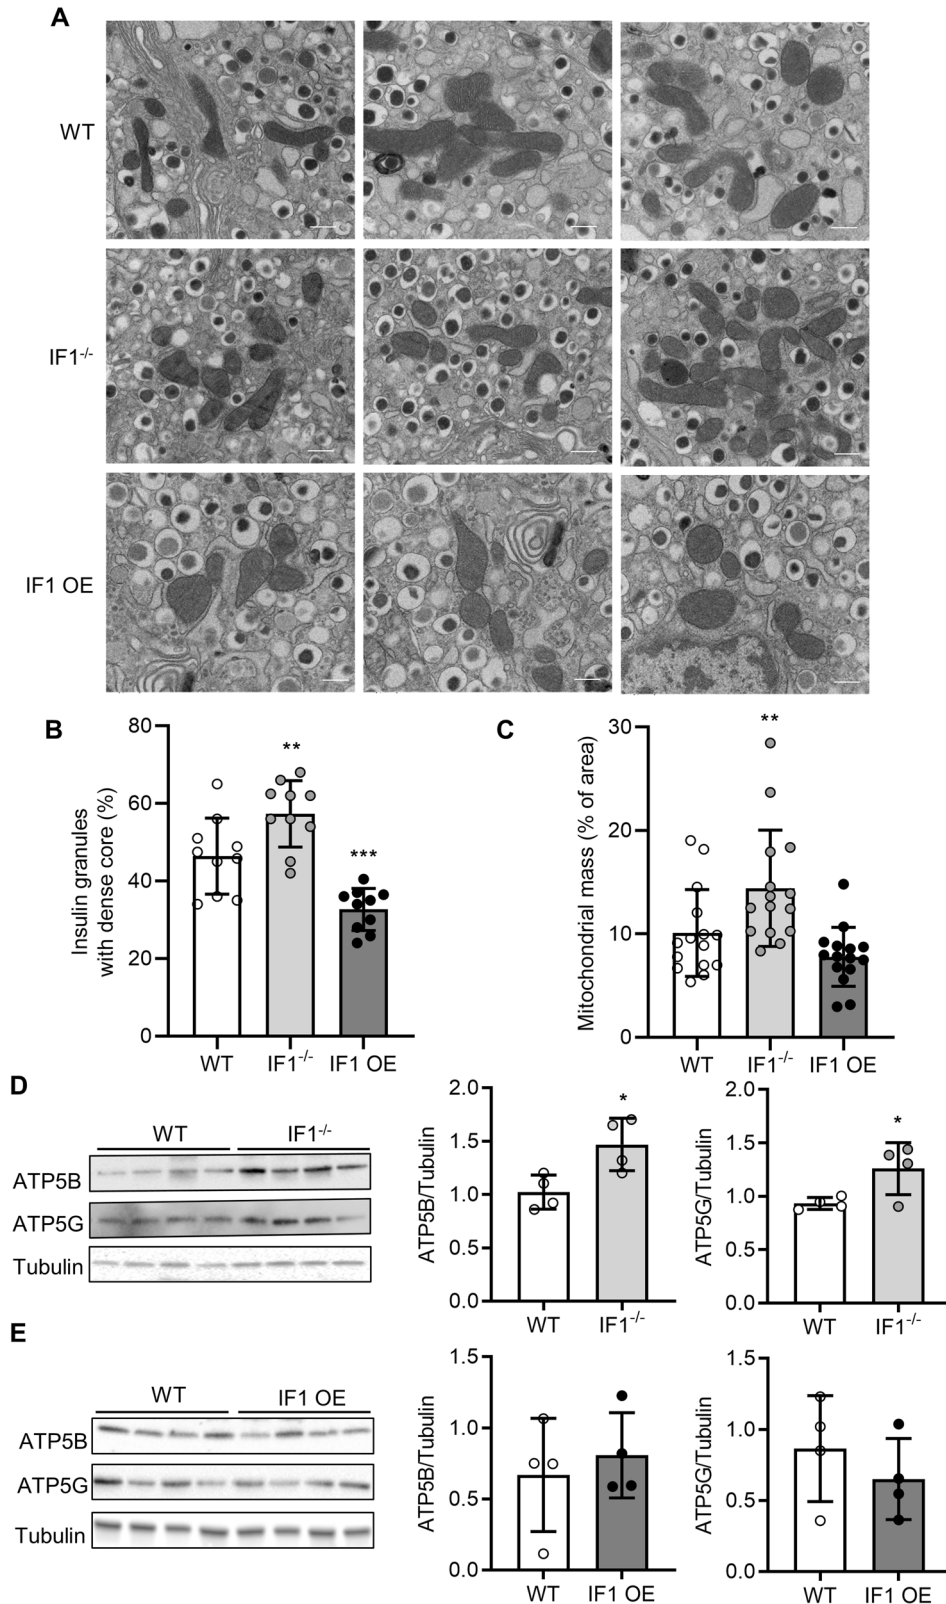 A
WT
IF1-/-
IF1 OE
B
Insulin granules
with dense core (%)
80
60
40
20
0
**
***
WT
IF1-/-
IF1 OE
C
Mitochondrial mass (% of area)
30
20
10
0
**
WT
IF1-/-
IF1 OE
D
WT
IF1-/-
ATP5B
ATP5G
Tubulin
ATP5B/Tubulin
2.0
1.5
1.0
0.5
0.0
*
WT
IF1-/-
ATP5G/Tubulin
2.0
1.5
1.0
0.5
0.0
*
WT
IF1-/-
E
WT
IF1 OE
ATP5B
ATP5G
Tubulin
ATP5B/Tubulin
1.5
1.0
0.5
0.0
WT
IF1 OE
ATP5G/Tubulin
1.5
1.0
0.5
0.0
WT
IF1 OE